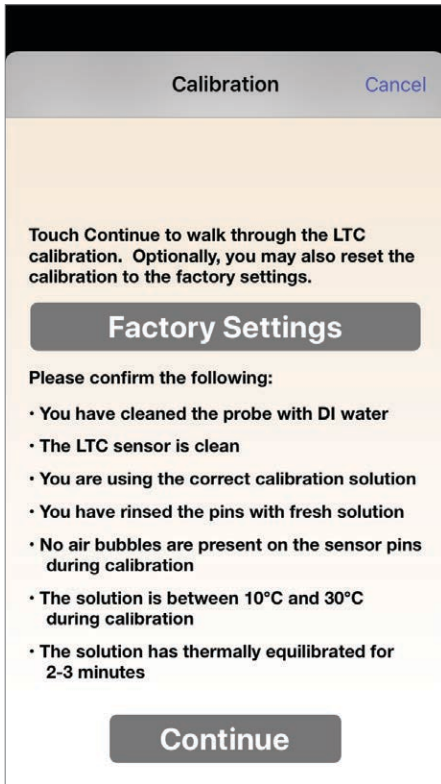 Calibration Cancel
Touch Continue to walk through the LTC
calibration.  Optionally, you may also reset the
calibration to the factory settings.
Factory Settings
Please confirm the following:
· You have cleaned the probe with DI water
· The LTC sensor is clean
· You are using the correct calibration solution
· You have rinsed the pins with fresh solution
· No air bubbles are present on the sensor pins
during calibration
· The solution is between 10°C and 30°C
during calibration
· The solution has thermally equilibrated for
2-3 minutes
Continue